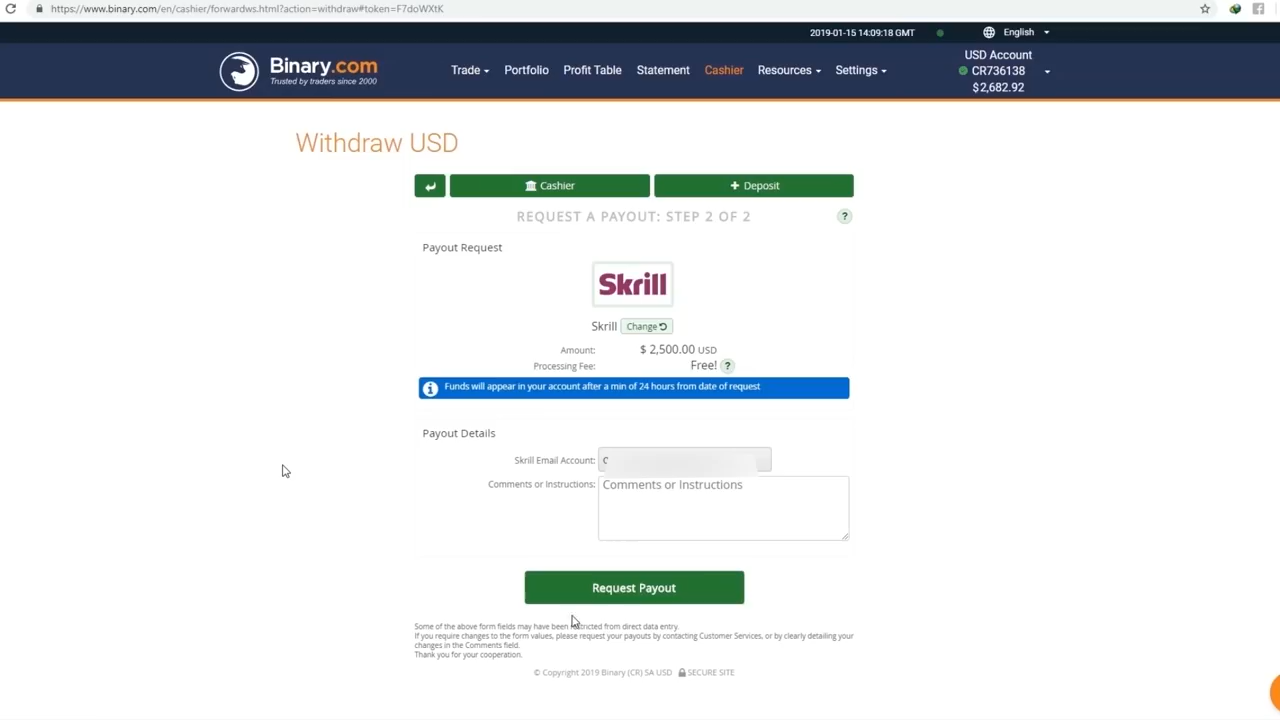 https://www.binary.com/en/cashier/forwardws.html?action=withdraw#token=F7doWXtK
2019-01-15 14:09:18 GMT
English
Binary.com
Trusted by traders since 2000
Trade
Portfolio
Profit Table
Statement
Cashier
Resources
Settings
USD Account
CR736138
$2,682.92
Withdraw USD
Cashier
Deposit
REQUEST A PAYOUT: STEP 2 OF 2
?
Payout Request
Skrill
Skrill Change
Amount: $ 2,500.00 USD
Processing Fee: Free! ?
Funds will appear in your account after a min of 24 hours from date of request
Payout Details
Skrill Email Account:
Comments or Instructions: Comments or Instructions
Request Payout
Some of the above form fields may have been restricted from direct data entry.
If you require changes to the form values, please request your payouts by contacting Customer Services, or by clearly detailing your
changes in the Comments field.
Thank you for your cooperation.
© Copyright 2019 Binary (CR) SA USD SECURE SITE